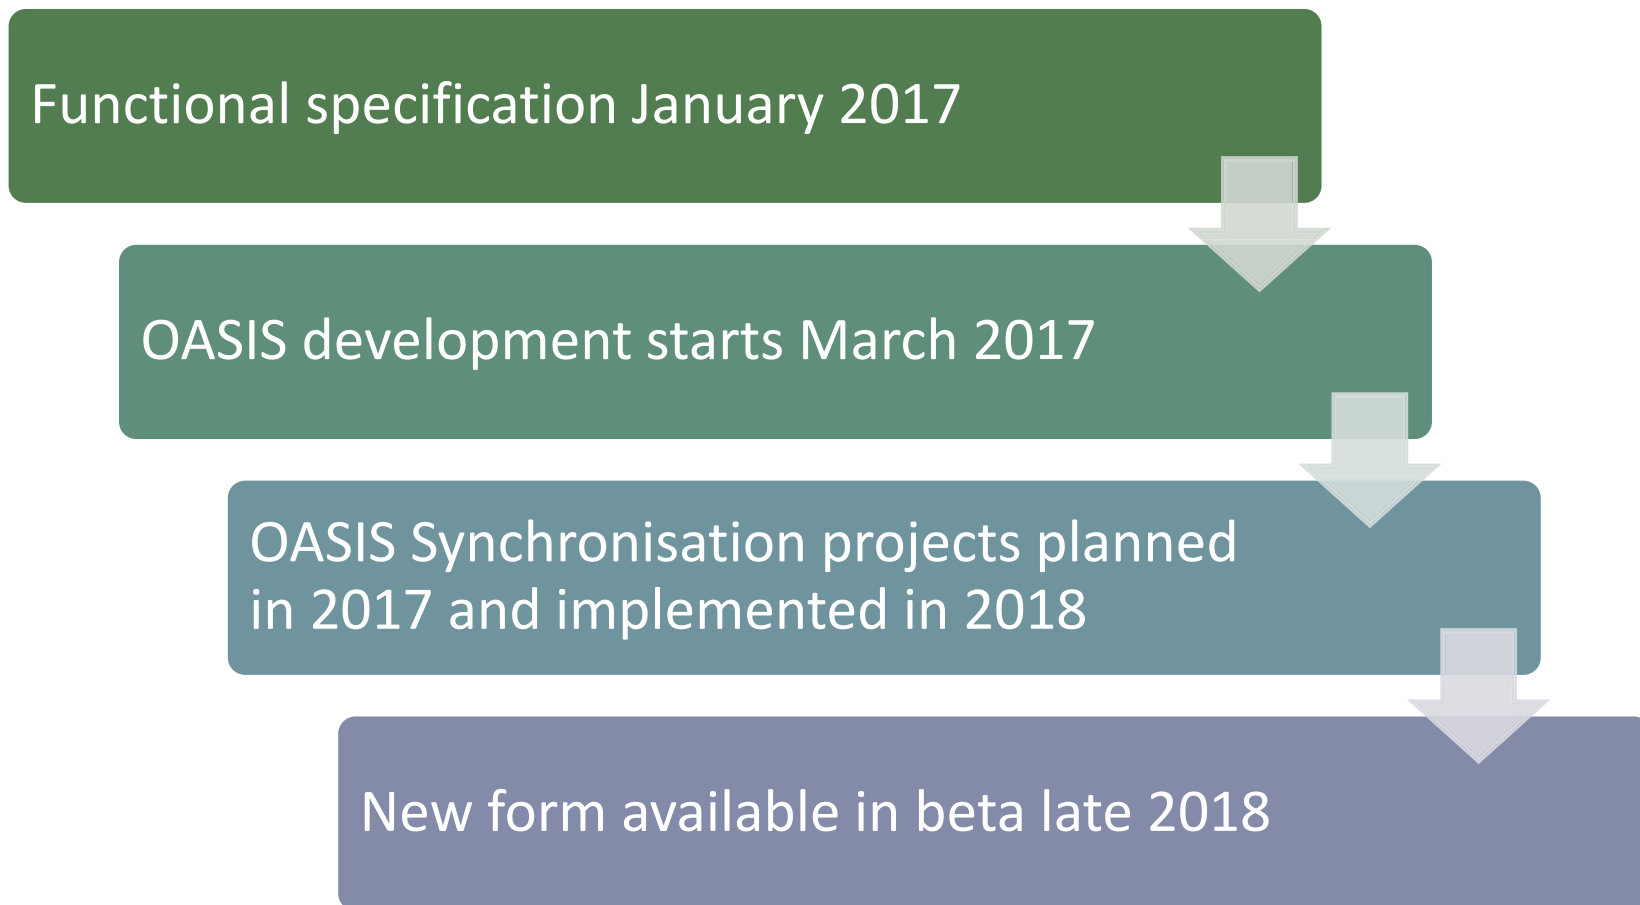 Functional specification January 2017
OASIS development starts March 2017
OASIS Synchronisation projects planned
in 2017 and implemented in 2018
New form available in beta late 2018